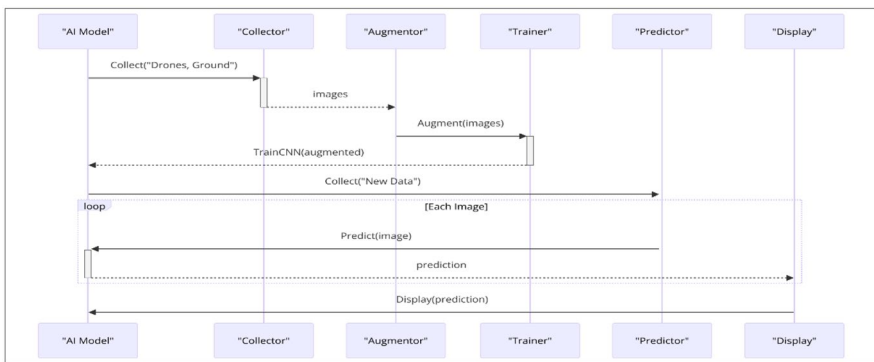 "AI Model" "Collector" "Augmentor" "Trainer" "Predictor" "Display"
Collect("Drones, Ground")
images
Augment(images)
TrainCNN(augmented)
Collect("New Data")
loop [Each Image]
Predict(image)
prediction
Display(prediction)
"AI Model" "Collector" "Augmentor" "Trainer" "Predictor" "Display"